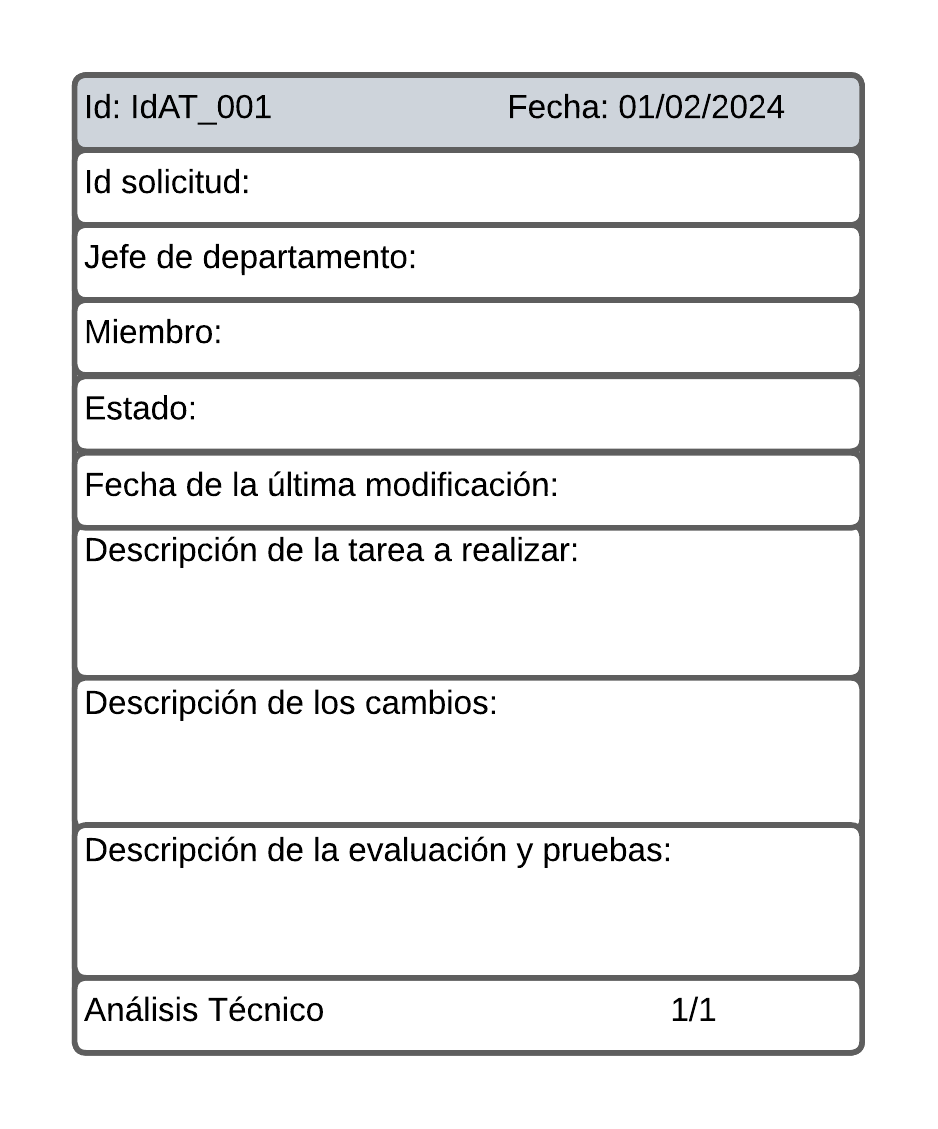 Id: IdAT_001 Fecha: 01/02/2024
Id solicitud:
Jefe de departamento:
Miembro:
Estado:
Fecha de la última modificación:
Descripción de la tarea a realizar:
Descripción de los cambios:
Descripción de la evaluación y pruebas:
Análisis Técnico 1/1